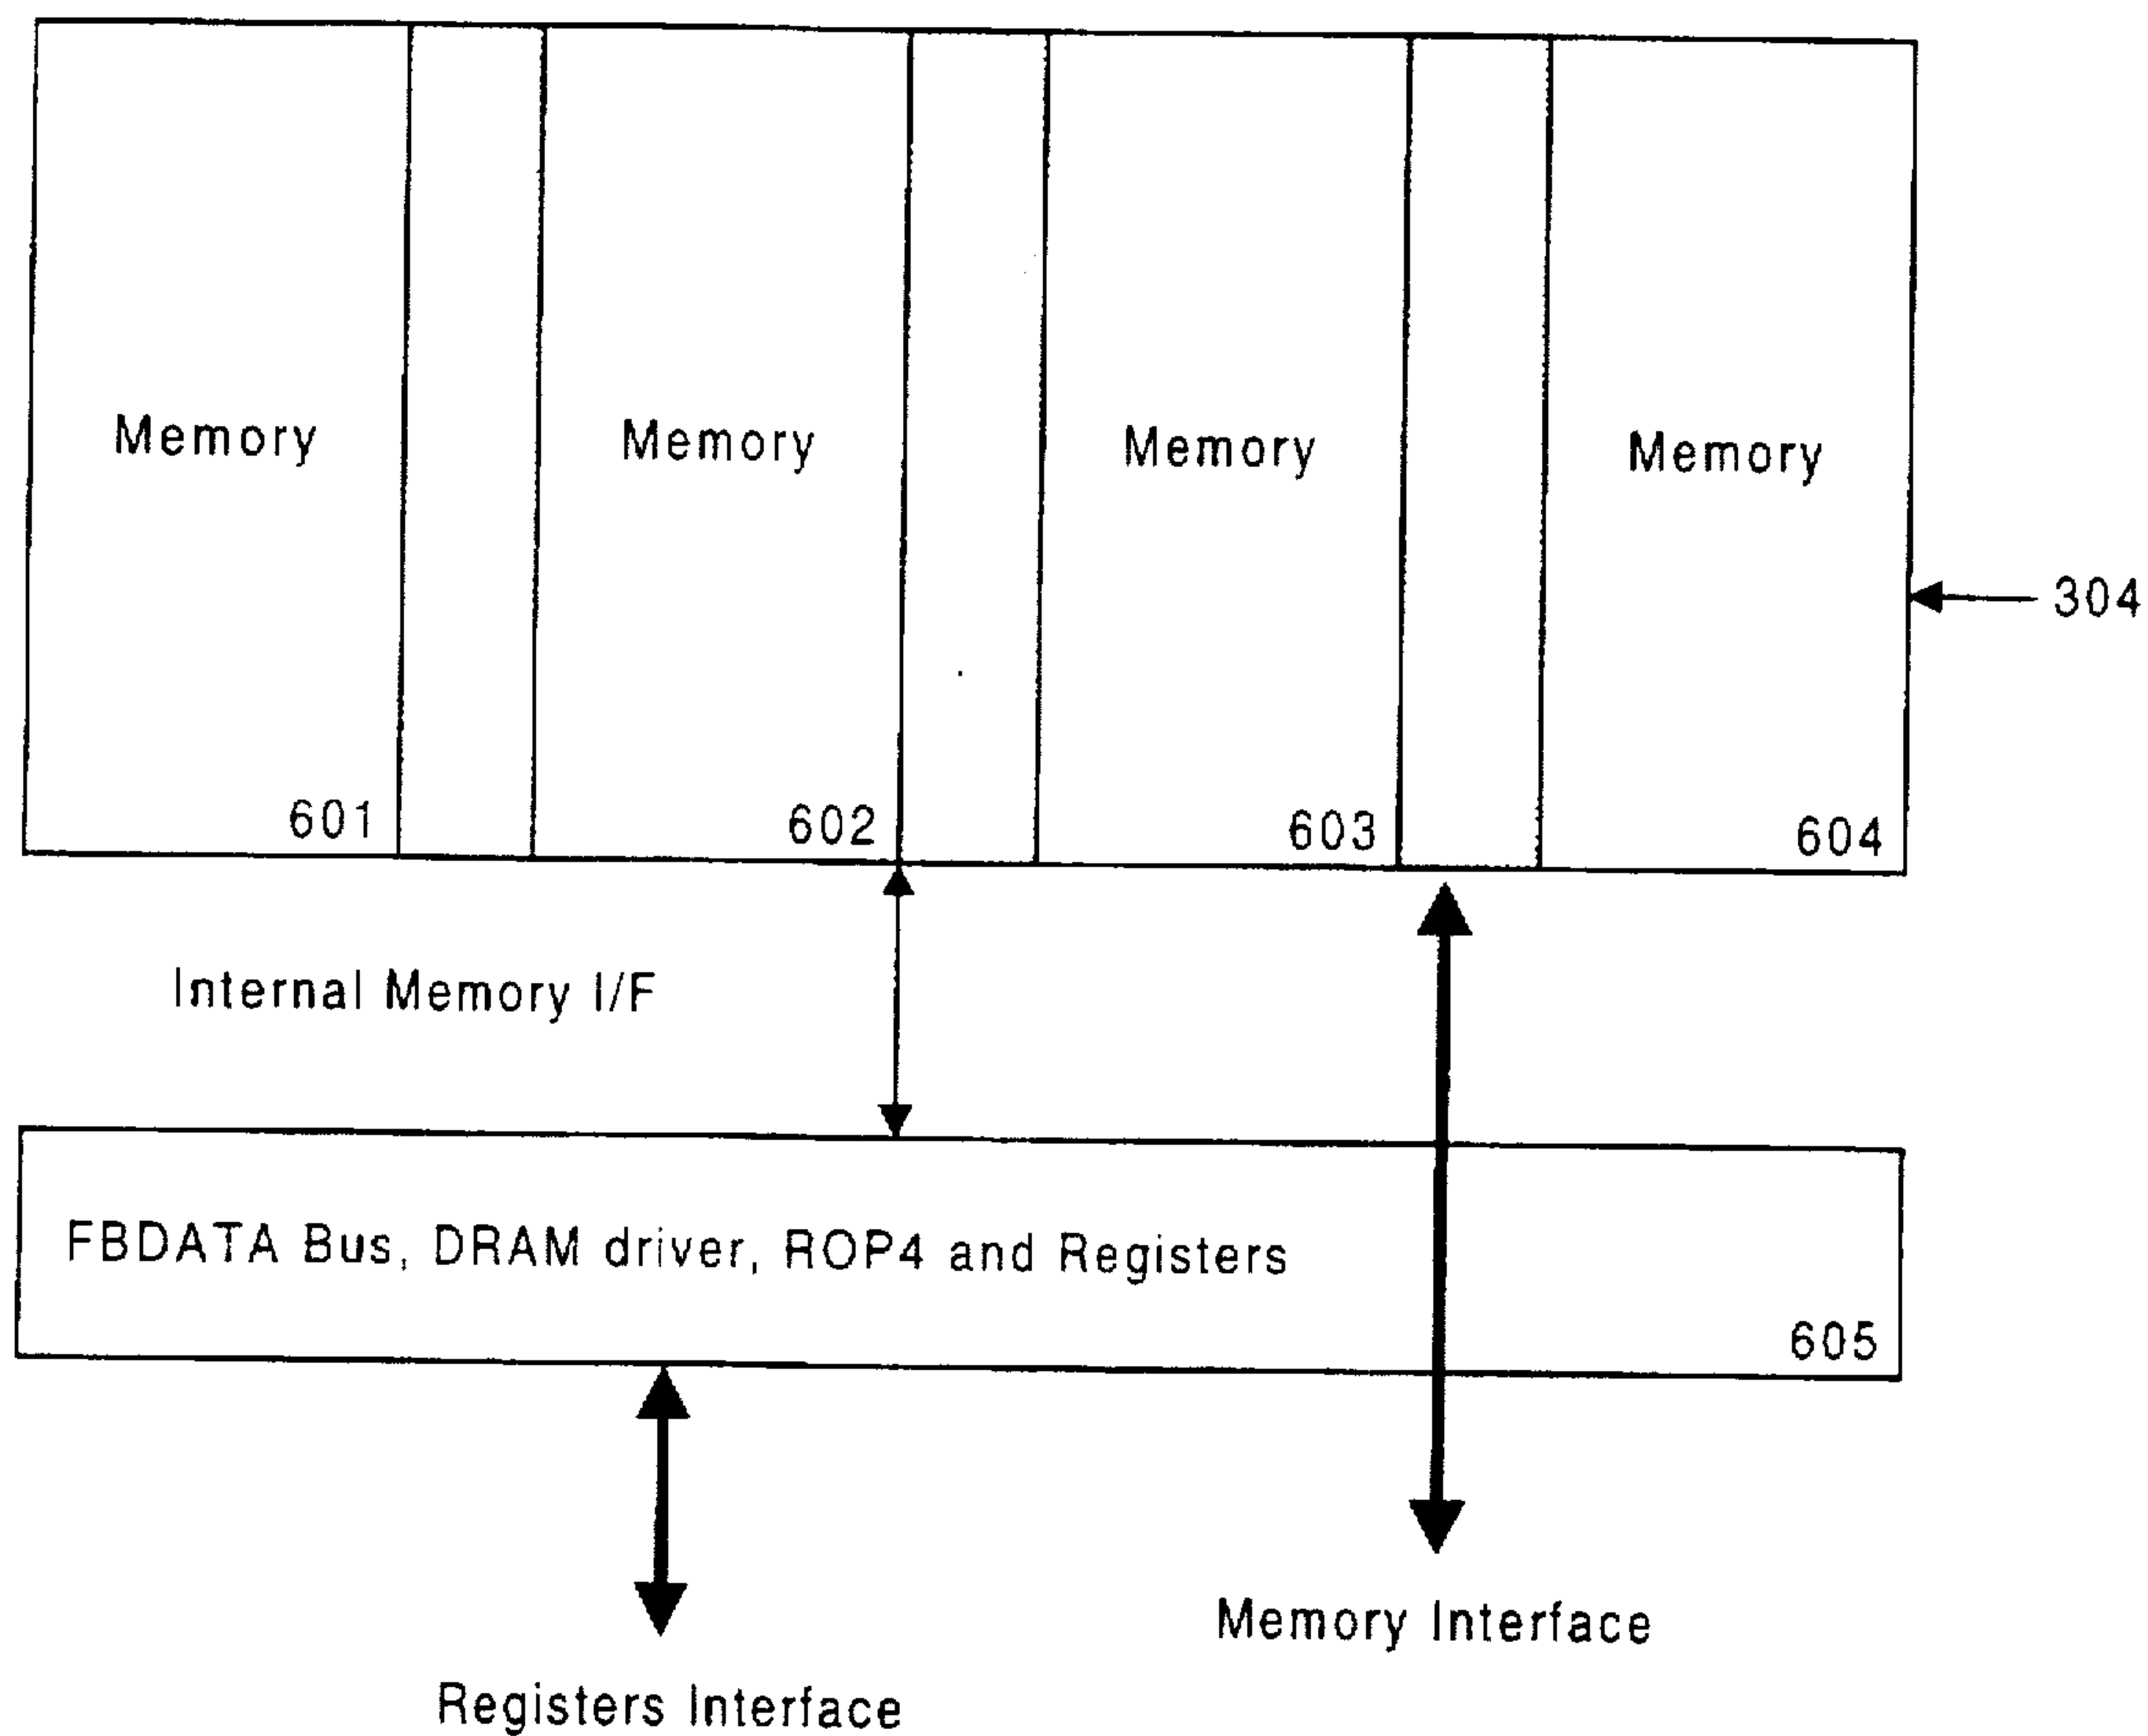 Memory
Memory
Memory
Memory
304
601
602
603
604
Internal Memory I/F
FBDATA Bus, DRAM driver, ROP4 and Registers
605
Memory Interface
Registers Interface